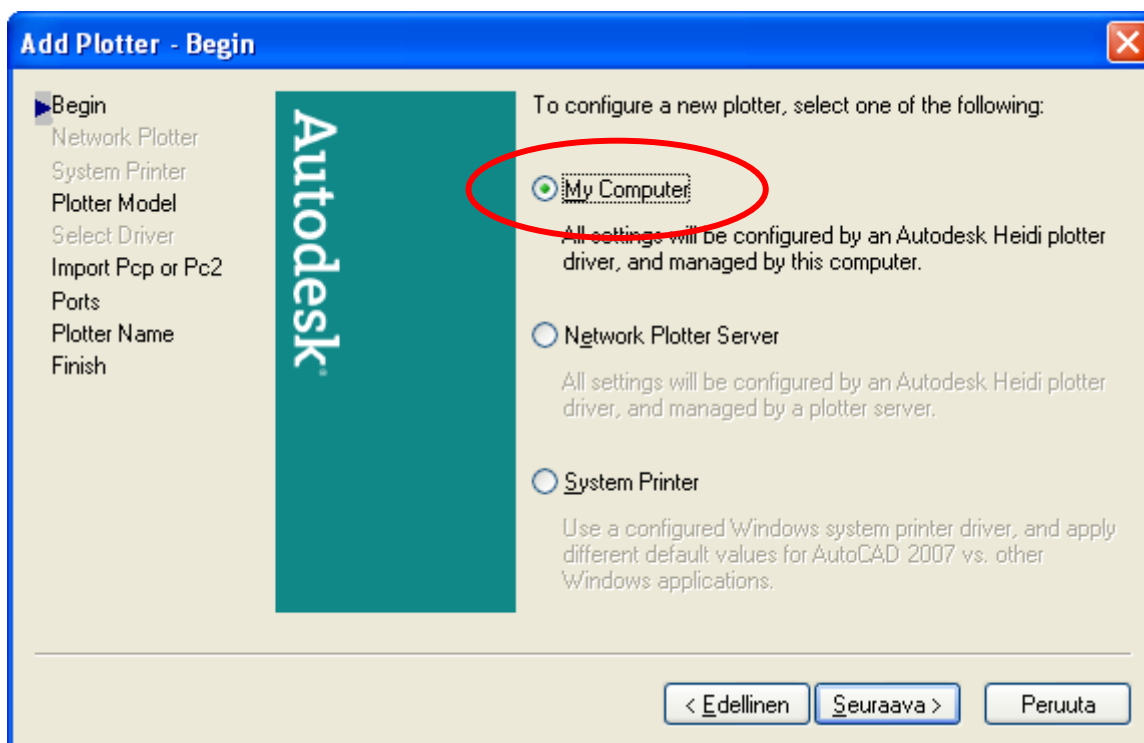 Add Plotter - Begin
Begin
Network Plotter
System Printer
Plotter Model
Select Driver
Import Pcp or Pc2
Ports
Plotter Name
Finish
Autodesk
To configure a new plotter, select one of the following:
My Computer
All settings will be configured by an Autodesk Heidi plotter
driver, and managed by this computer.
Network Plotter Server
All settings will be configured by an Autodesk Heidi plotter
driver, and managed by a plotter server.
System Printer
Use a configured Windows system printer driver, and apply
different default values for AutoCAD 2007 vs. other
Windows applications.
< Edellinen
Seuraava >
Peruuta